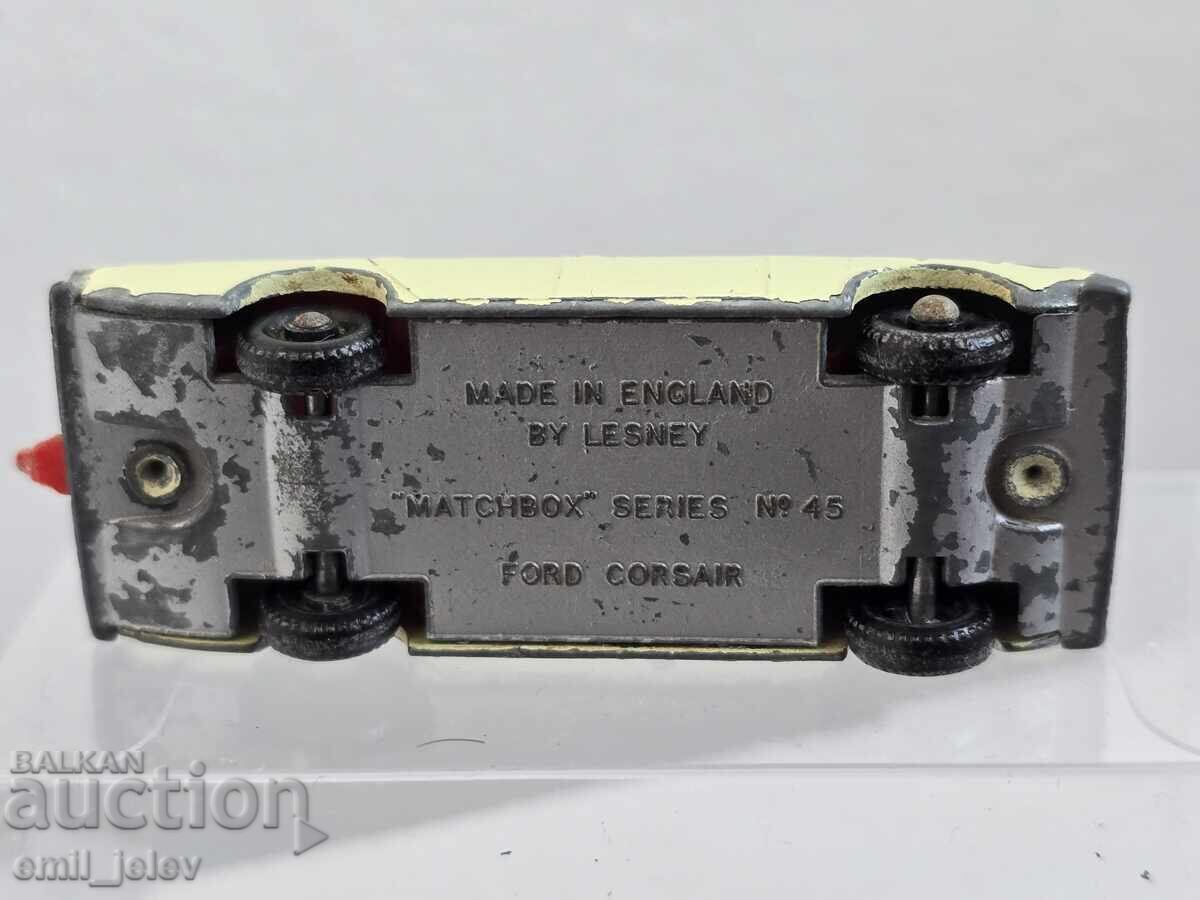 MADE IN ENGLAND
BY LESNEY
"MATCHBOX" SERIES Nº 45
FORD CORSAIR
BALKAN
auction
emil_jelev